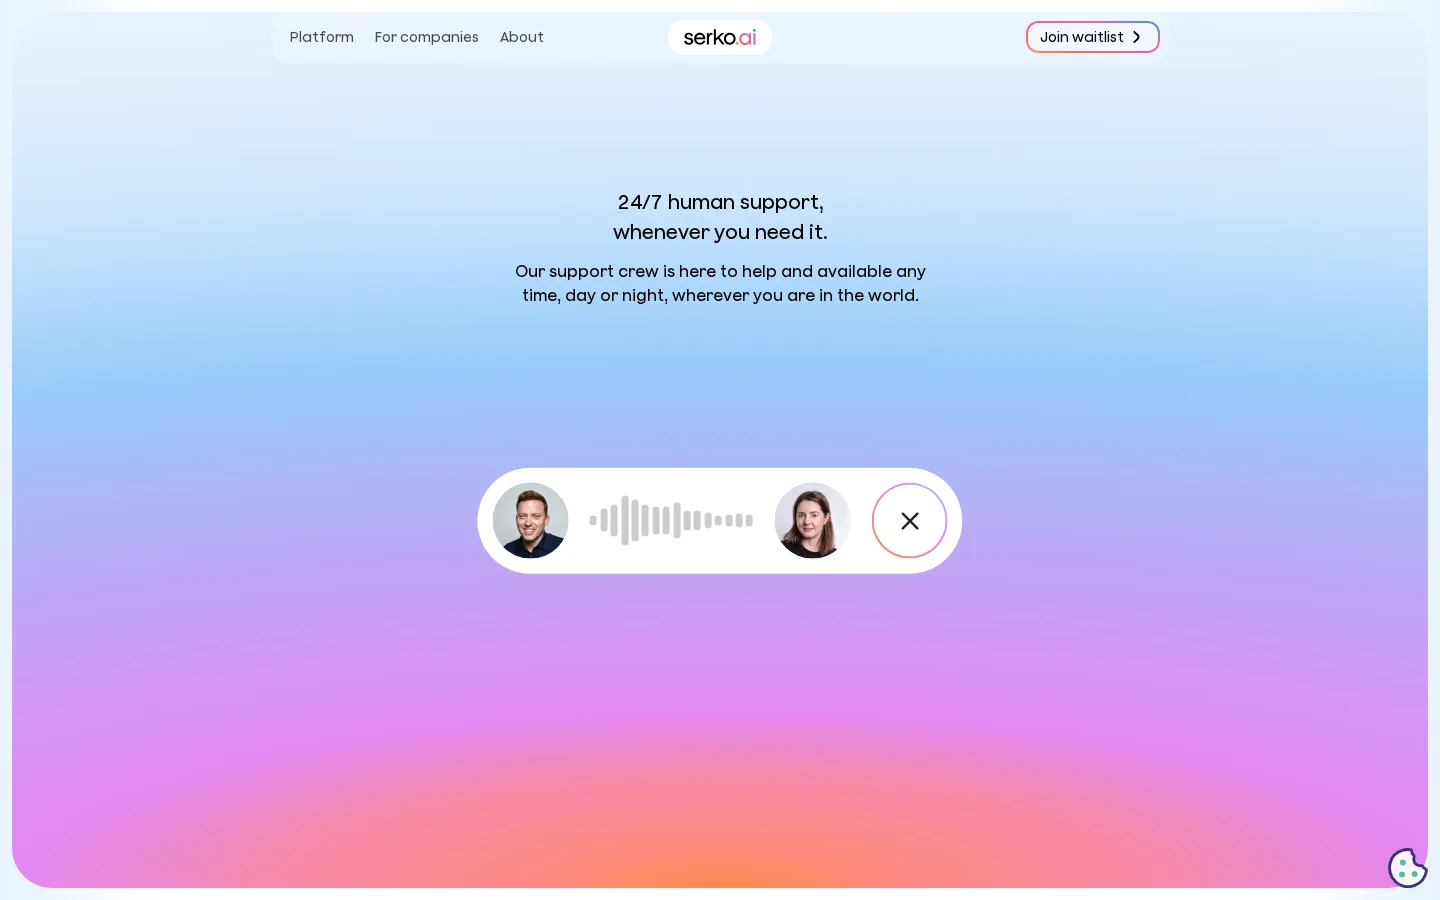 Platform
For companies
About
serko.ai
Join waitlist
24/7 human support,
whenever you need it.
Our support crew is here to help and available any
time, day or night, wherever you are in the world.